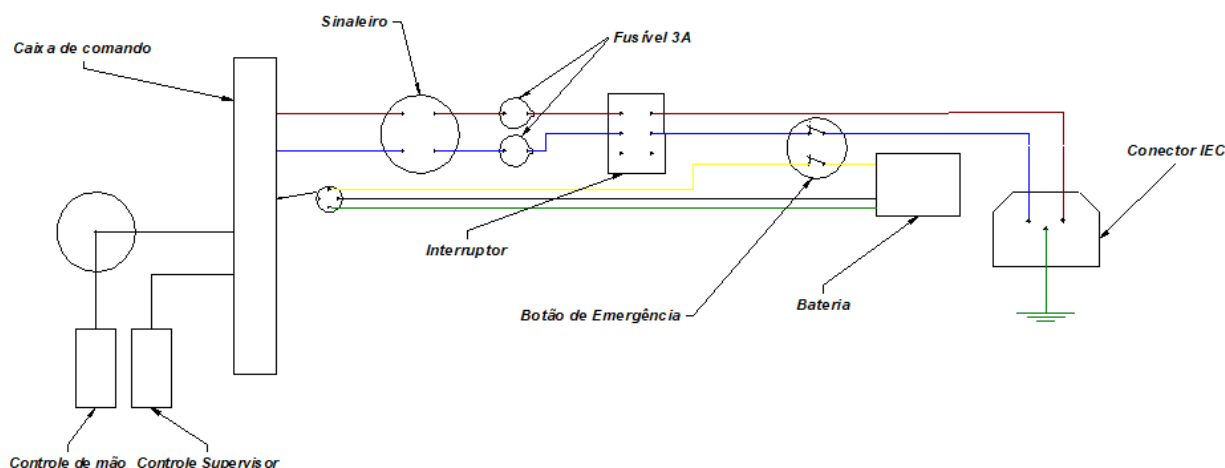 Sinaleiro
Fusível 3A
Caixa de comando
Conector IEC
Interruptor
Bateria
Botão de Emergência
Controle de mão
Controle Supervisor